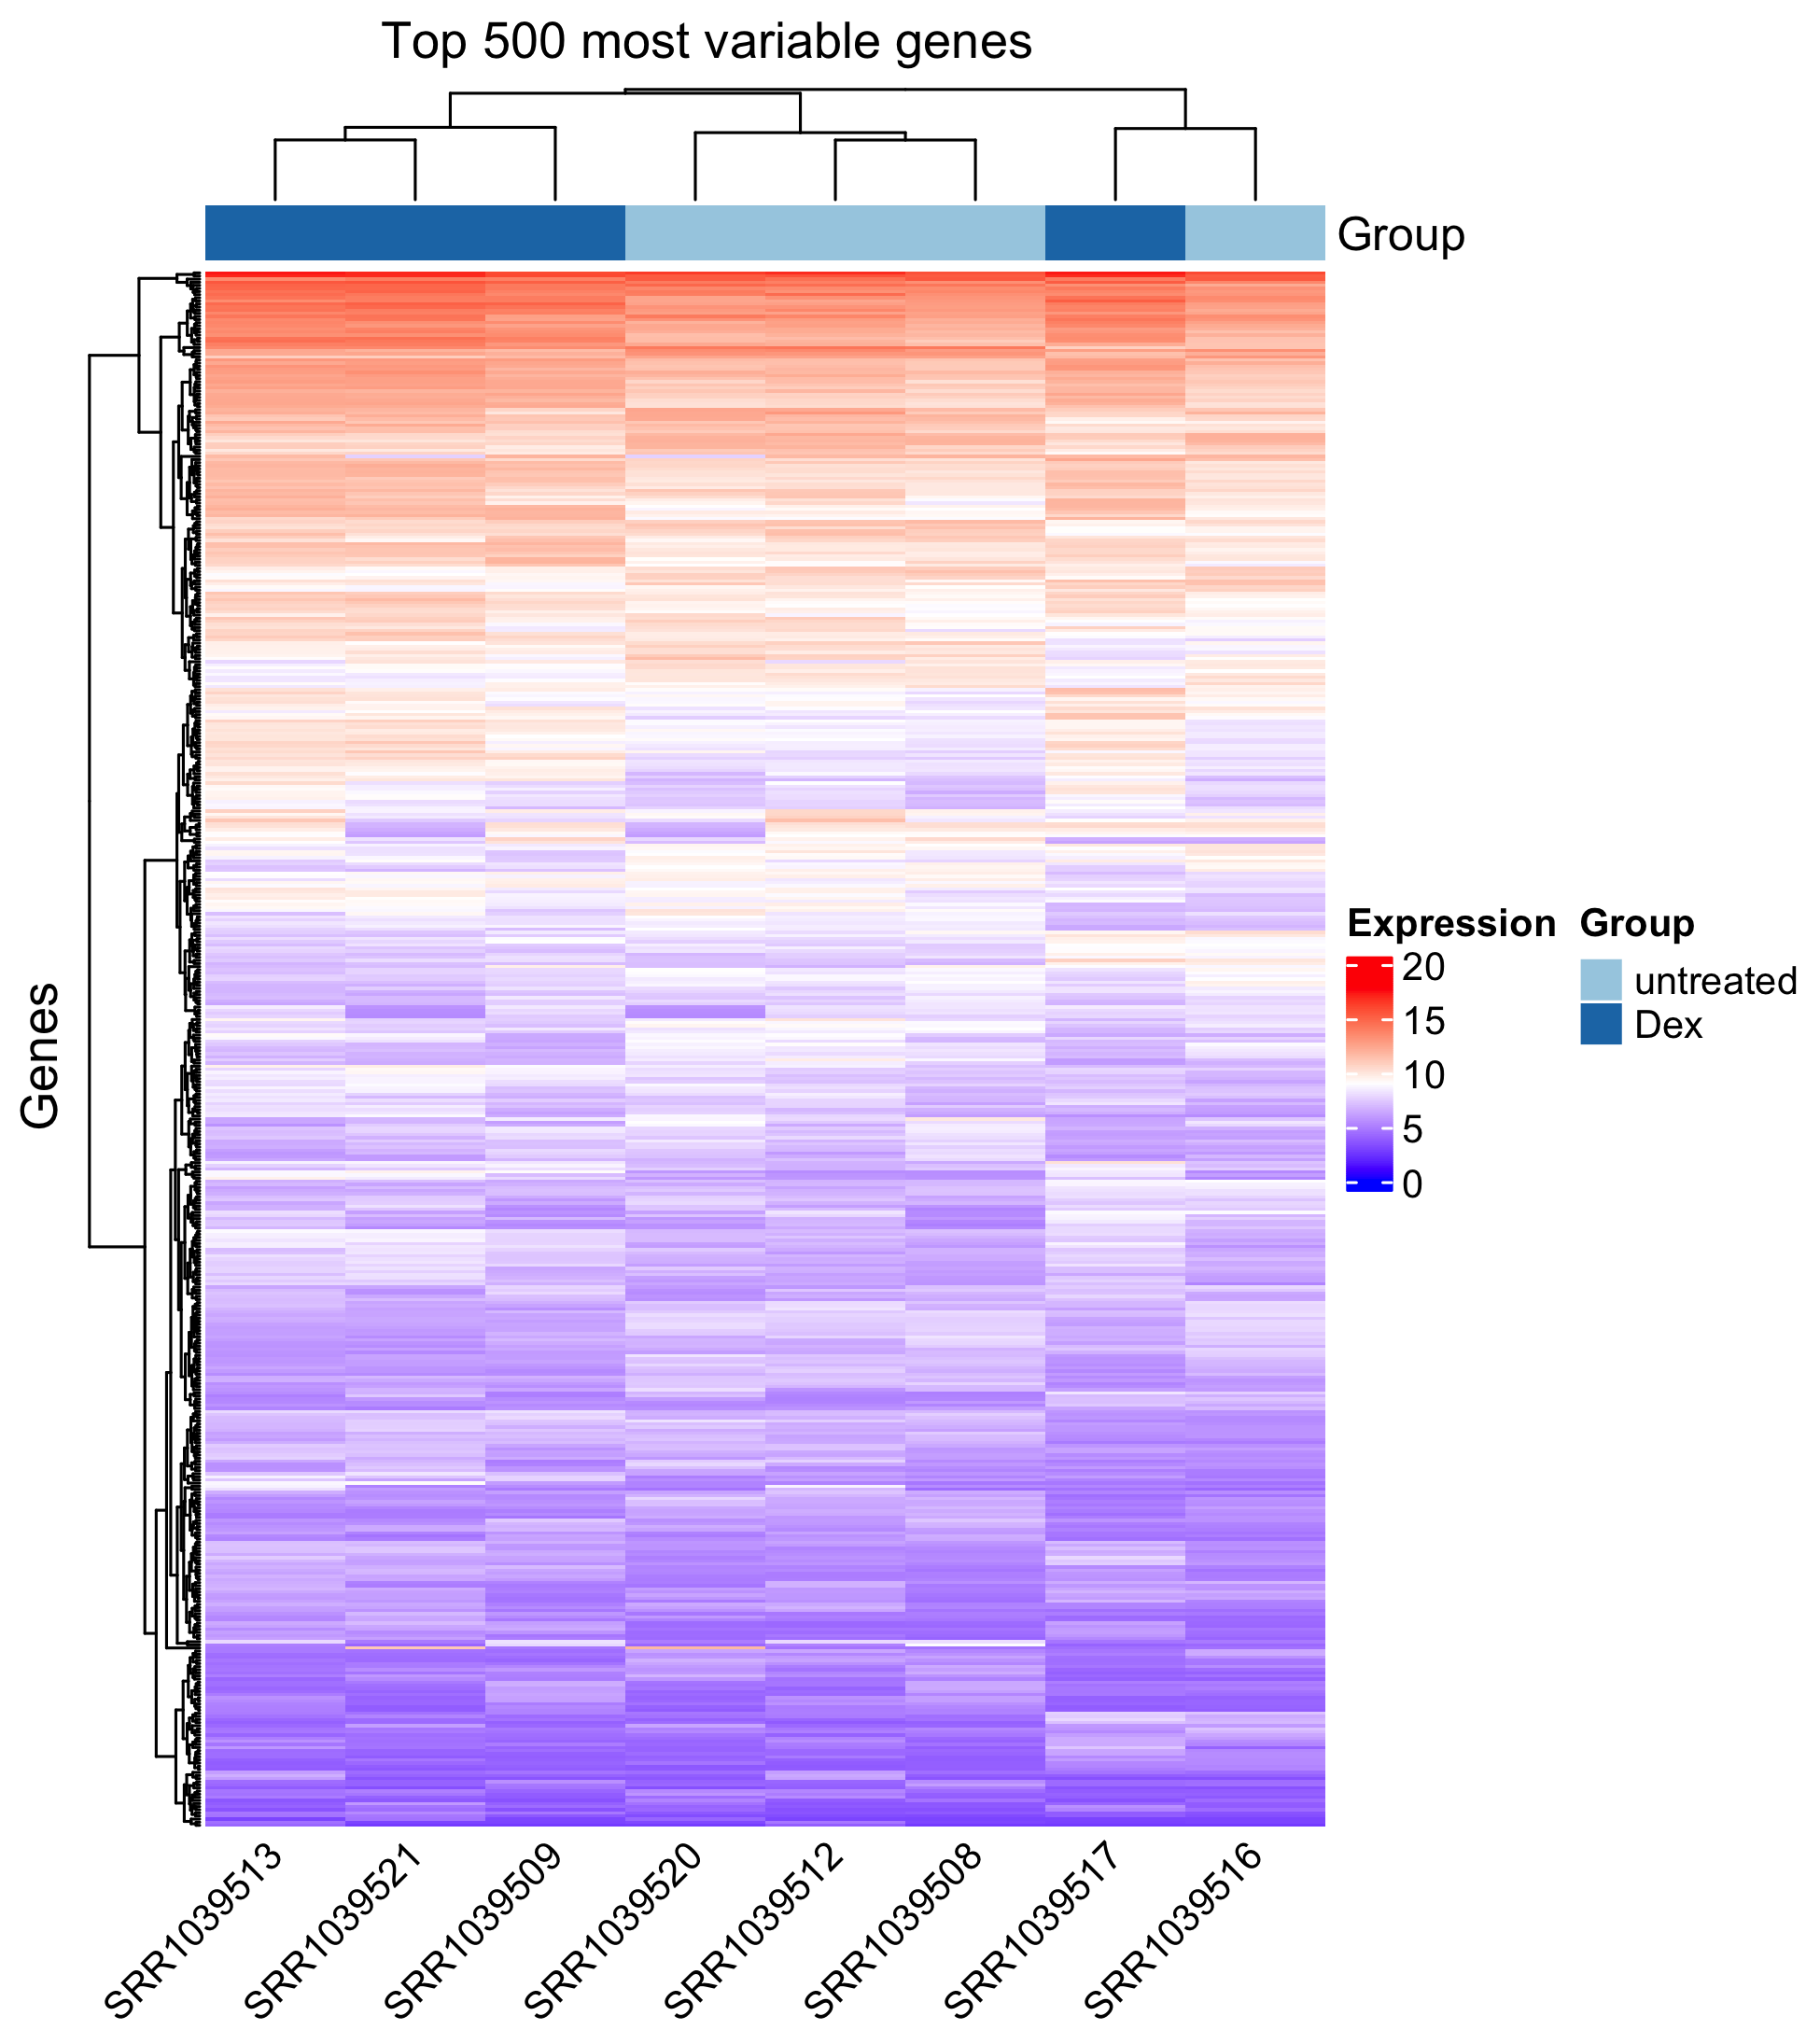 Top 500 most variable genes
Group
Genes
Expression
20
15
10
5
0
Group
untreated
Dex
SRR1039513
SRR1039521
SRR1039509
SRR1039520
SRR1039512
SRR1039508
SRR1039517
SRR1039516